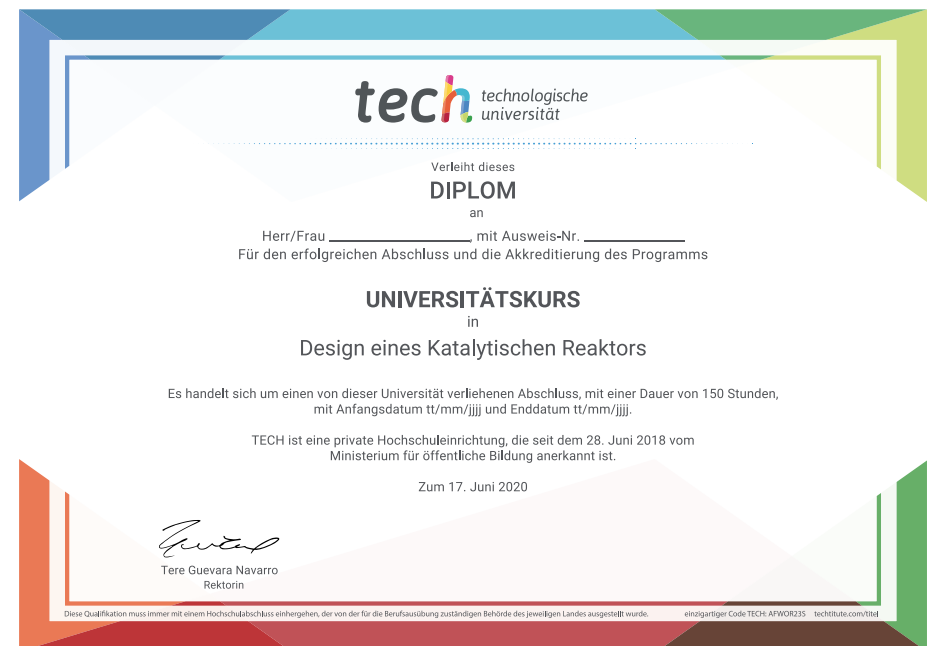 tech technologische
universität
Verleiht dieses
DIPLOM
an
Herr/Frau ____________________, mit Ausweis-Nr. ______________
Für den erfolgreichen Abschluss und die Akkreditierung des Programms
UNIVERSITÄTSKURS
in
Design eines Katalytischen Reaktors
Es handelt sich um einen von dieser Universität verliehenen Abschluss, mit einer Dauer von 150 Stunden,
mit Anfangsdatum tt/mm/jjjj und Enddatum tt/mm/jjjj.
TECH ist eine private Hochschuleinrichtung, die seit dem 28. Juni 2018 vom
Ministerium für öffentliche Bildung anerkannt ist.
Zum 17. Juni 2020
Tere Guevara Navarro
Rektorin
Diese Qualifikation muss immer mit einem Hochschulabschluss einhergehen, der von der für die Berufsausübung zuständigen Behörde des jeweiligen Landes ausgestellt wurde. einzigartiger Code TECH: AFWOR23S techtitute.com/titel